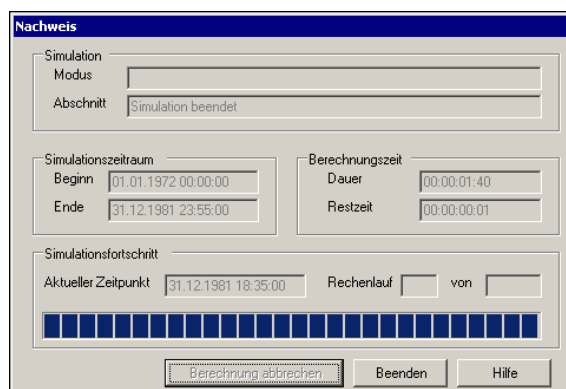 Nachweis
Simulation
Modus
Abschnitt Simulation beendet
Simulationszeitraum
Beginn 01.01.1972 00:00:00
Ende 31.12.1981 23:55:00
Berechnungszeit
Dauer 00:00:01:40
Restzeit 00:00:00:01
Simulationsfortschritt
Aktueller Zeitpunkt 31.12.1981 18:35:00 Rechenlauf von
Berechnung abbrechen Beenden Hilfe